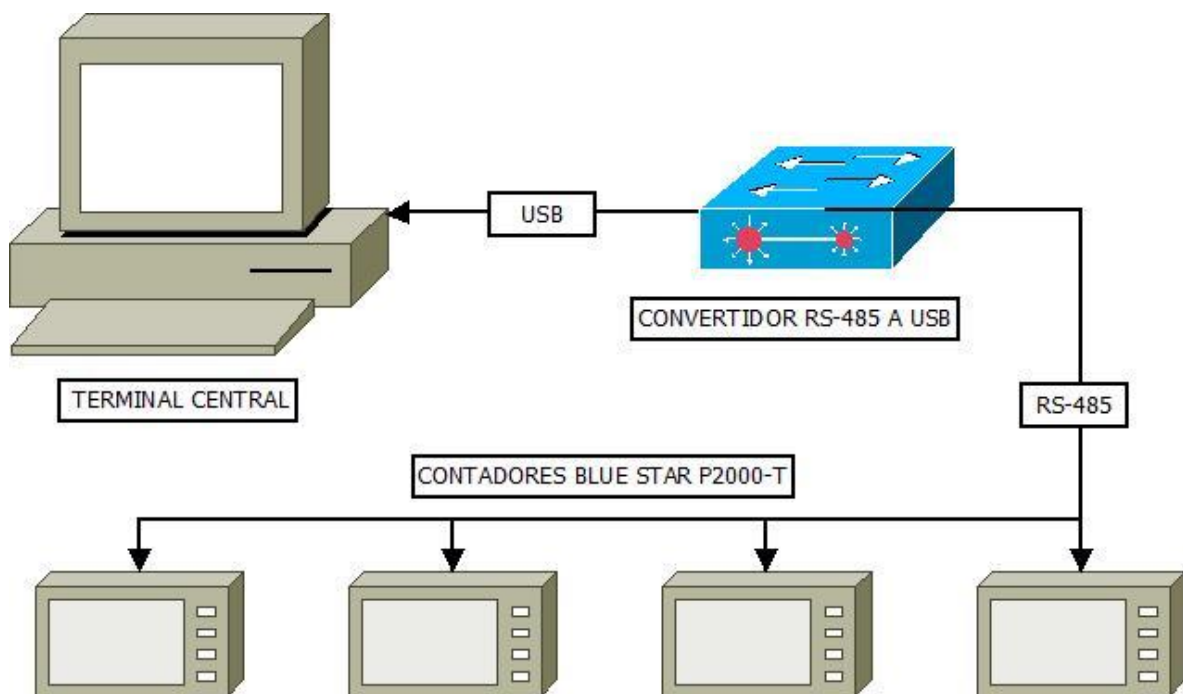 USB
CONVERTIDOR RS-485 A USB
TERMINAL CENTRAL
RS-485
CONTADORES BLUE STAR P2000-T